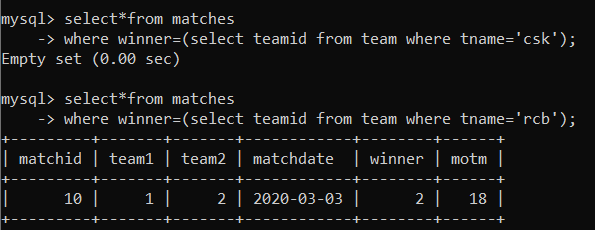 mysql> select*from matches
    -> where winner=(select teamid from team where tname='csk');
Empty set (0.00 sec)
mysql> select*from matches
    -> where winner=(select teamid from team where tname='rcb');
+---------+-------+-------+------------+--------+------+
| matchid | team1 | team2 | matchdate  | winner | motm |
+---------+-------+-------+------------+--------+------+
|      10 |     1 |     2 | 2020-03-03 |      2 |   18 |
+---------+-------+-------+------------+--------+------+